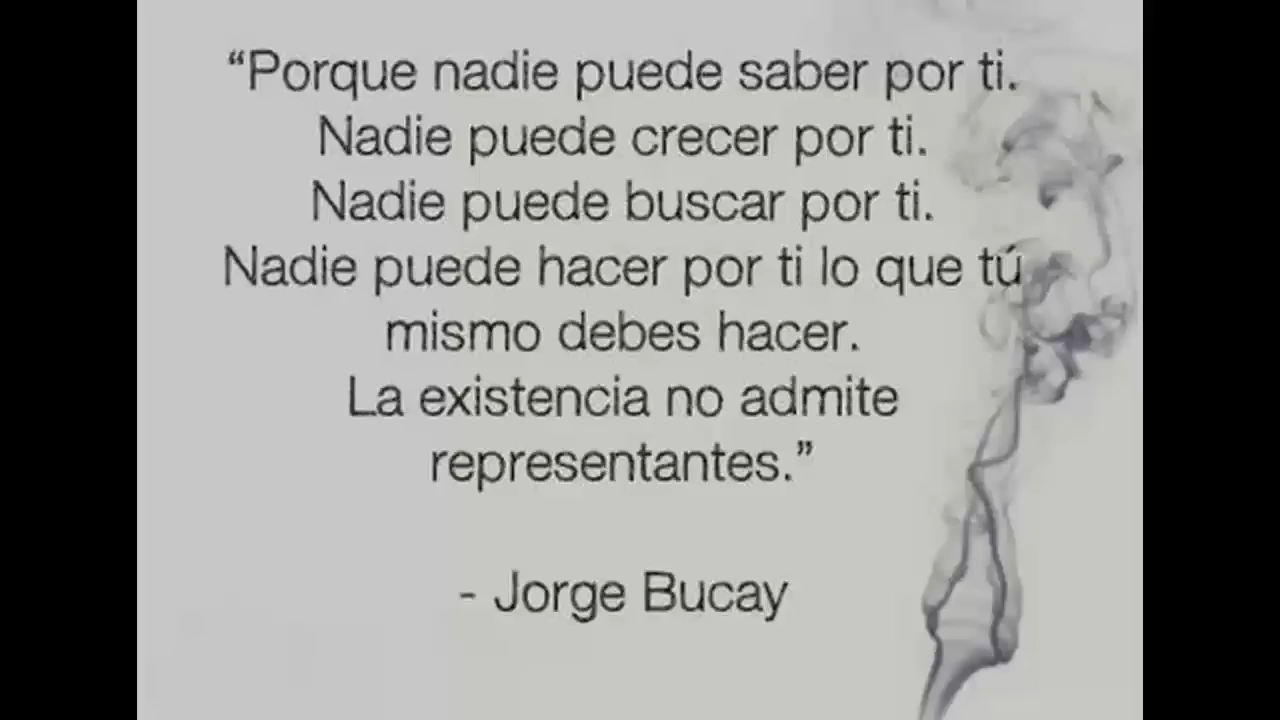 “Porque nadie puede saber por ti.
Nadie puede crecer por ti.
Nadie puede buscar por ti.
Nadie puede hacer por ti lo que tú
mismo debes hacer.
La existencia no admite
representantes.”
- Jorge Bucay